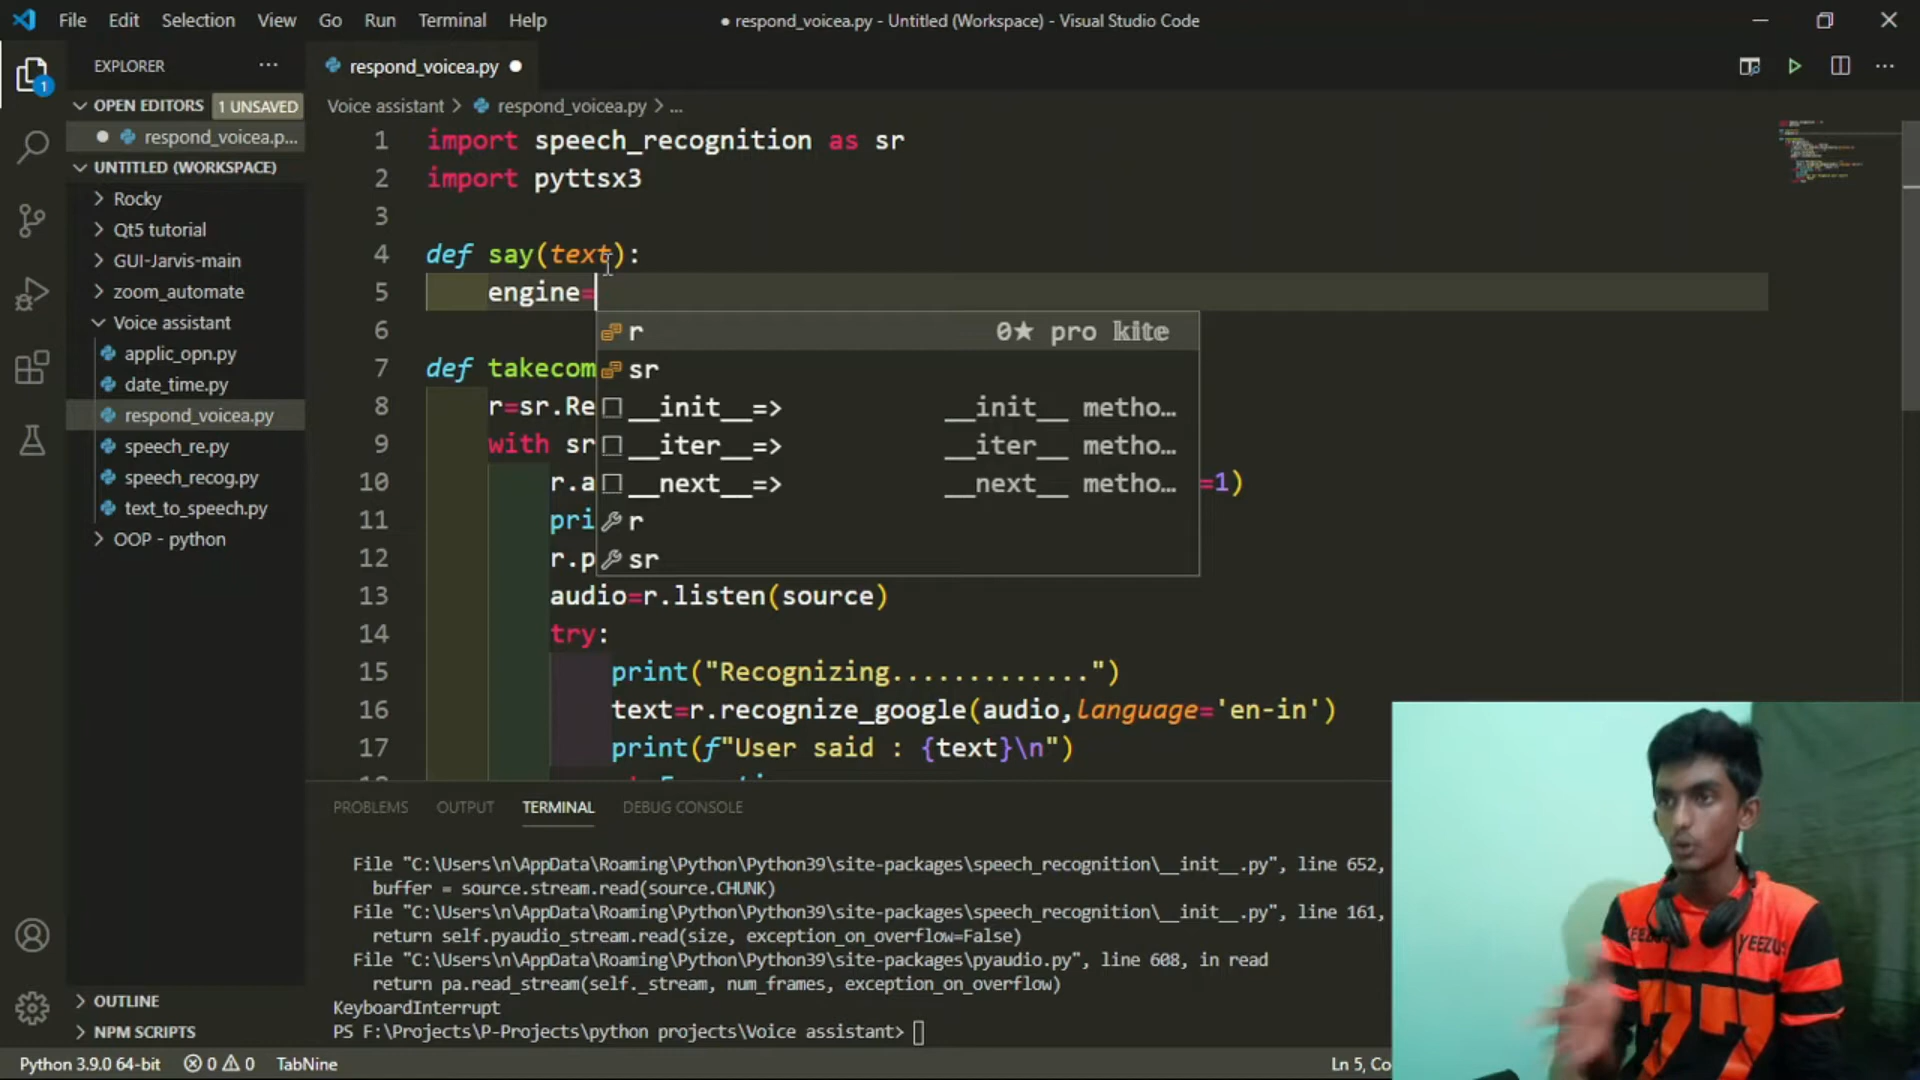 File Edit Selection View Go Run Terminal Help
● respond_voicea.py - Untitled (Workspace) - Visual Studio Code
EXPLORER ...
1
OPEN EDITORS 1 UNSAVED
respond_voicea.p...
UNTITLED (WORKSPACE)
Rocky
Qt5 tutorial
GUI-Jarvis-main
zoom_automate
Voice assistant
applic_opn.py
date_time.py
respond_voicea.py
speech_re.py
speech_recog.py
text_to_speech.py
OOP - python
OUTLINE
NPM SCRIPTS
respond_voicea.py ●
Voice assistant > respond_voicea.py > ...
1 import speech_recognition as sr
2 import pyttsx3
3
4 def say(text):
5 engine=
6
7 def takecom
8 r=sr.Re
9 with sr
10 r.a =1)
11 pri
12 r.p
13 audio=r.listen(source)
14 try:
15 print("Recognizing.............")
16 text=r.recognize_google(audio,language='en-in')
17 print(f"User said : {text}\n")
r 0★ pro kite
sr
__init__=> __init__ metho...
__iter__=> __iter__ metho...
__next__=> __next__ metho...
r
sr
PROBLEMS OUTPUT TERMINAL DEBUG CONSOLE
File "C:\Users\n\AppData\Roaming\Python\Python39\site-packages\speech_recognition\__init__.py", line 652,
buffer = source.stream.read(source.CHUNK)
File "C:\Users\n\AppData\Roaming\Python\Python39\site-packages\speech_recognition\__init__.py", line 161,
return self.pyaudio_stream.read(size, exception_on_overflow=False)
File "C:\Users\n\AppData\Roaming\Python\Python39\site-packages\pyaudio.py", line 608, in read
return pa.read_stream(self._stream, num_frames, exception_on_overflow)
KeyboardInterrupt
PS F:\Projects\P-Projects\python projects\Voice assistant>
YEEZUS
77
Python 3.9.0 64-bit 0 0 TabNine
Ln 5, Co